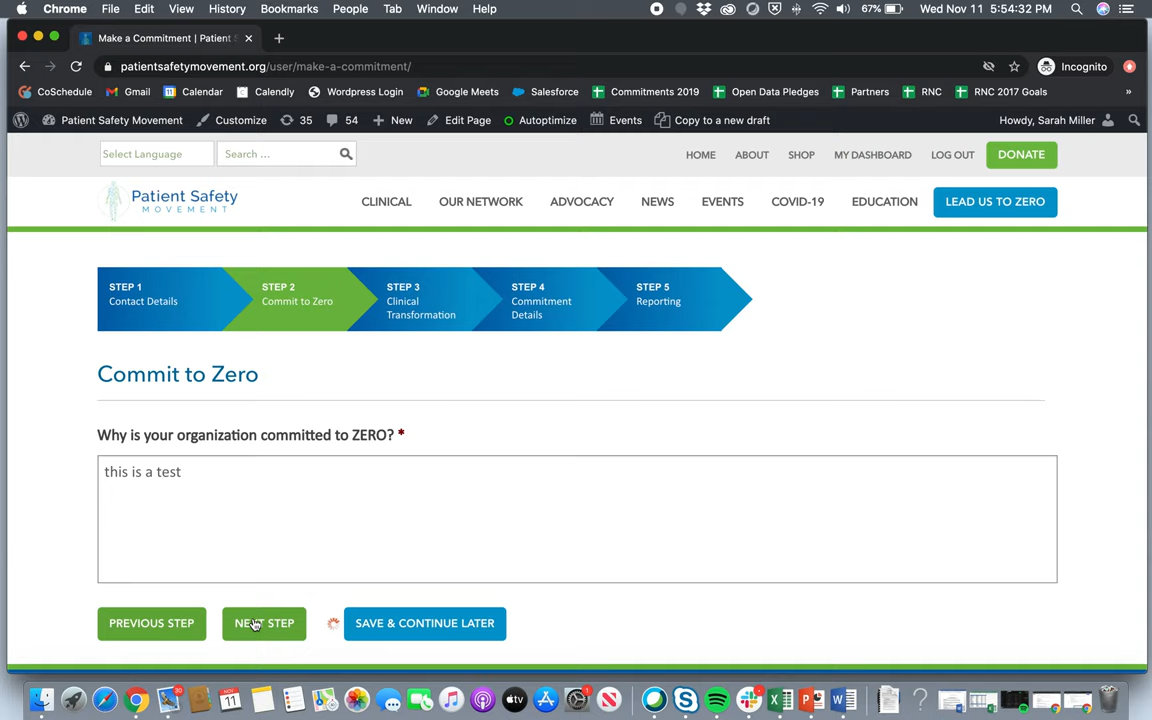 Chrome File Edit View History Bookmarks People Tab Window Help 67% Wed Nov 11 5:54:32 PM
Make a Commitment | Patient S
patientsafetymovement.org/user/make-a-commitment/ Incognito
CoSchedule Gmail Calendar Calendly Wordpress Login Google Meets Salesforce Commitments 2019 Open Data Pledges Partners RNC RNC 2017 Goals »
Patient Safety Movement Customize 35 54 New Edit Page Autoptimize Events Copy to a new draft Howdy, Sarah Miller
Select Language Search ... HOME ABOUT SHOP MY DASHBOARD LOG OUT DONATE
Patient Safety
MOVEMENT
CLINICAL OUR NETWORK ADVOCACY NEWS EVENTS COVID-19 EDUCATION LEAD US TO ZERO
STEP 1
Contact Details
STEP 2
Commit to Zero
STEP 3
Clinical
Transformation
STEP 4
Commitment
Details
STEP 5
Reporting
Commit to Zero
Why is your organization committed to ZERO? *
this is a test
PREVIOUS STEP NEXT STEP SAVE & CONTINUE LATER